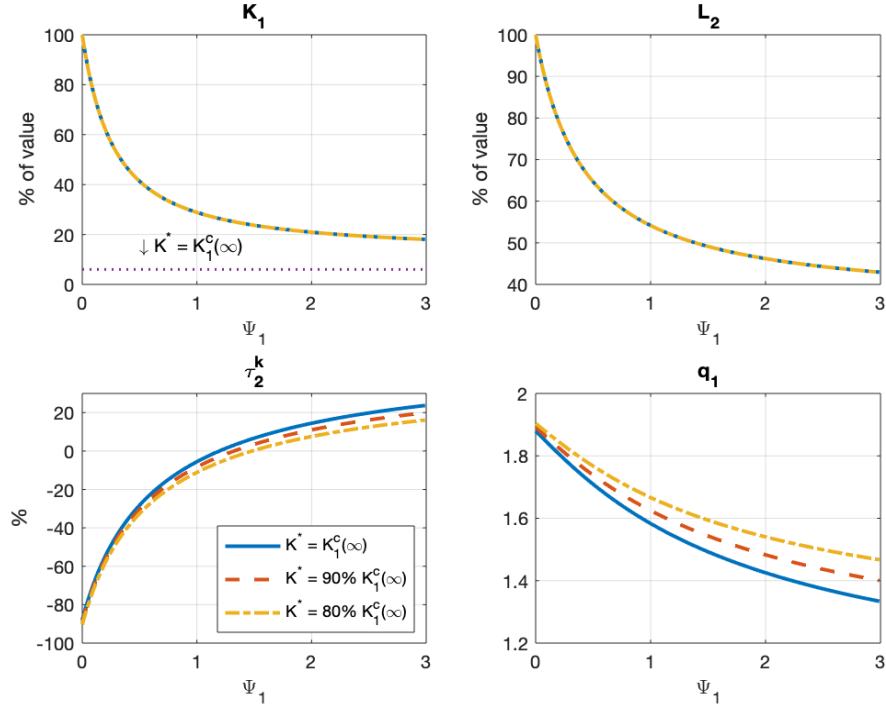 K₁
% of value
100
80
60
40
20
0
↓ K* = K₁ᶜ(∞)
0 1 2 3
Ψ₁
L₂
% of value
100
90
80
70
60
50
40
0 1 2 3
Ψ₁
τ₂ᵏ
%
20
0
-20
-40
-60
-80
-100
K* = K₁ᶜ(∞)
K* = 90% K₁ᶜ(∞)
K* = 80% K₁ᶜ(∞)
0 1 2 3
Ψ₁
q₁
2
1.8
1.6
1.4
1.2
0 1 2 3
Ψ₁